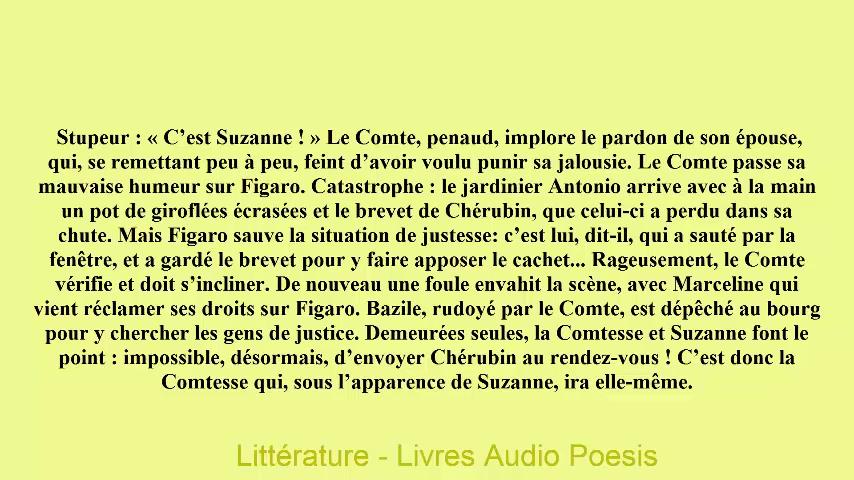 Stupeur : « C’est Suzanne ! » Le Comte, penaud, implore le pardon de son épouse,
qui, se remettant peu à peu, feint d’avoir voulu punir sa jalousie. Le Comte passe sa
mauvaise humeur sur Figaro. Catastrophe : le jardinier Antonio arrive avec à la main
un pot de giroflées écrasées et le brevet de Chérubin, que celui-ci a perdu dans sa
chute. Mais Figaro sauve la situation de justesse: c’est lui, dit-il, qui a sauté par la
fenêtre, et a gardé le brevet pour y faire apposer le cachet... Rageusement, le Comte
vérifie et doit s’incliner. De nouveau une foule envahit la scène, avec Marceline qui
vient réclamer ses droits sur Figaro. Bazile, rudoyé par le Comte, est dépêché au bourg
pour y chercher les gens de justice. Demeurées seules, la Comtesse et Suzanne font le
point : impossible, désormais, d’envoyer Chérubin au rendez-vous ! C’est donc la
Comtesse qui, sous l’apparence de Suzanne, ira elle-même.
Littérature - Livres Audio Poesis